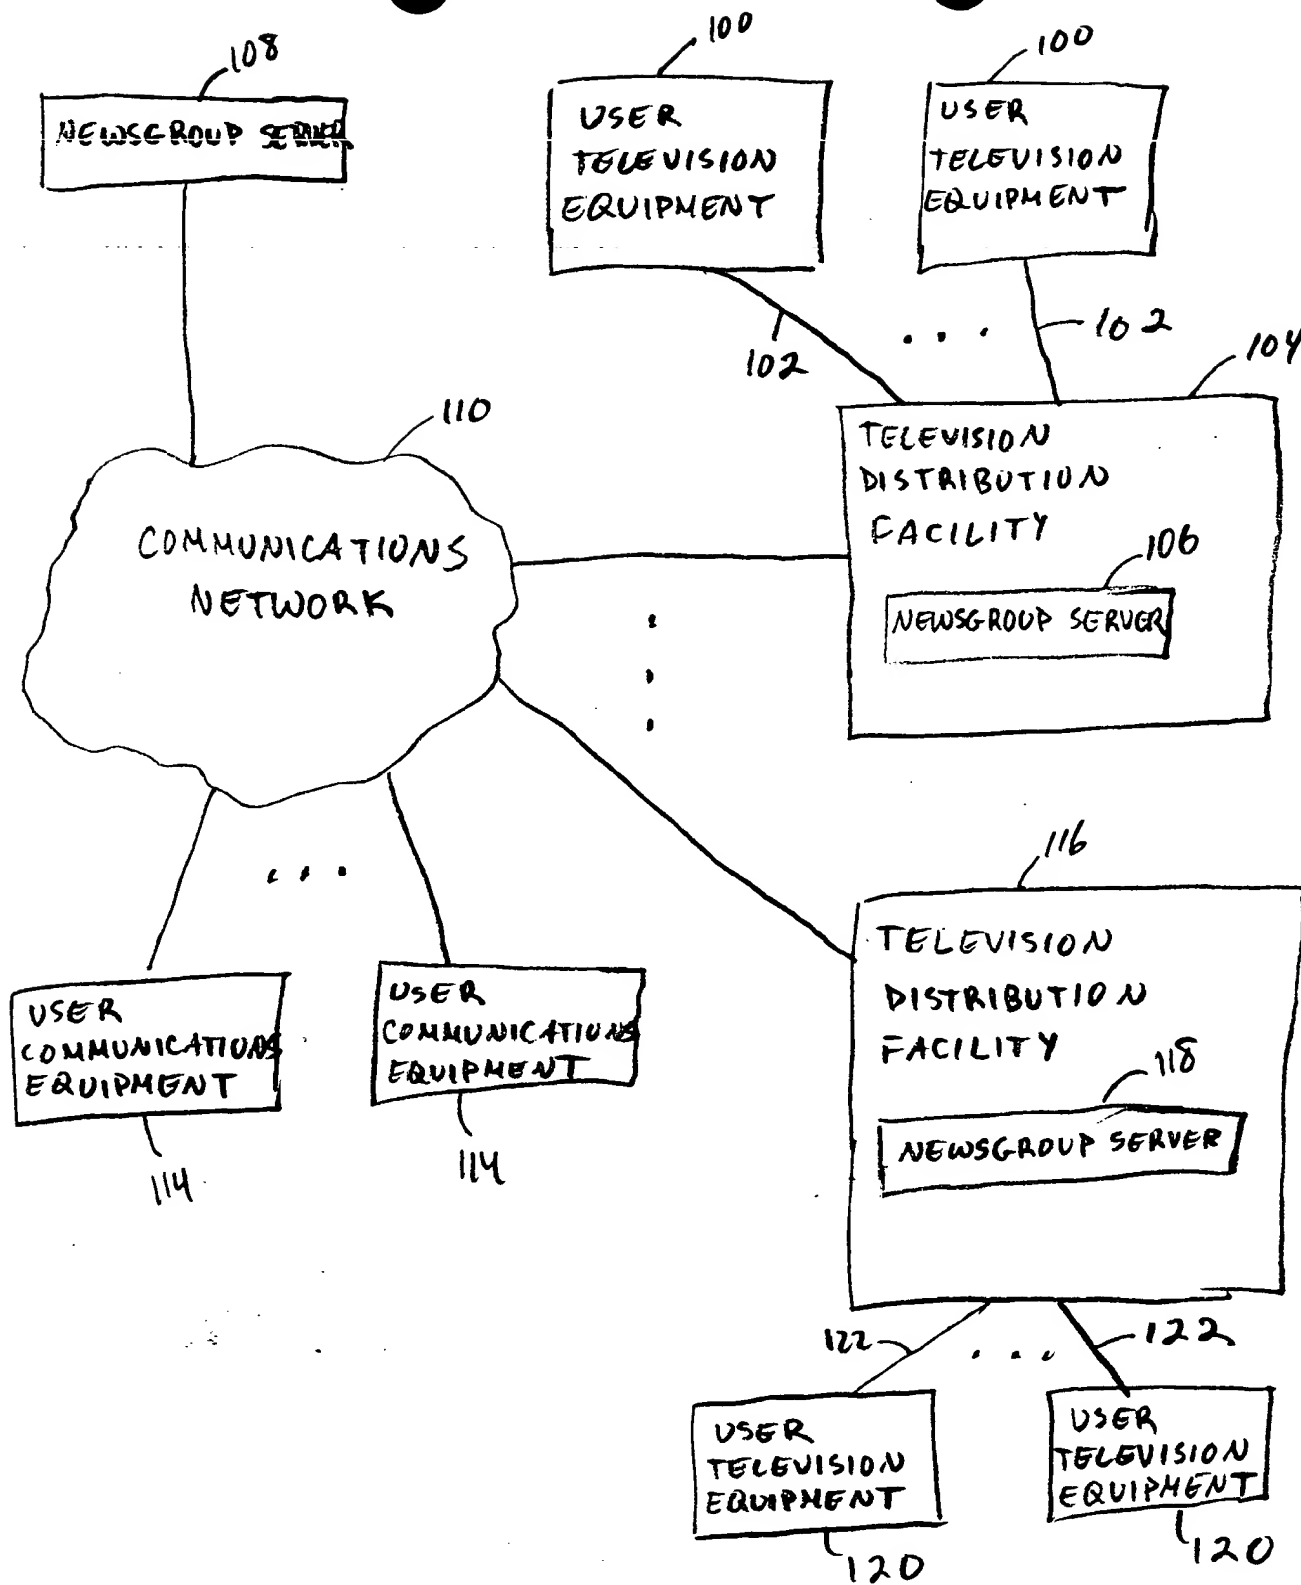 108
NEWSGROUP SERVER
100
USER
TELEVISION
EQUIPMENT
100
USER
TELEVISION
EQUIPMENT
102
. . .
102
104
TELEVISION
DISTRIBUTION
FACILITY
106
NEWSGROUP SERVER
110
COMMUNICATIONS
NETWORK
. . .
USER
COMMUNICATIONS
EQUIPMENT
114
USER
COMMUNICATIONS
EQUIPMENT
114
116
TELEVISION
DISTRIBUTION
FACILITY
118
NEWSGROUP SERVER
122
. . .
122
USER
TELEVISION
EQUIPMENT
120
USER
TELEVISION
EQUIPMENT
120